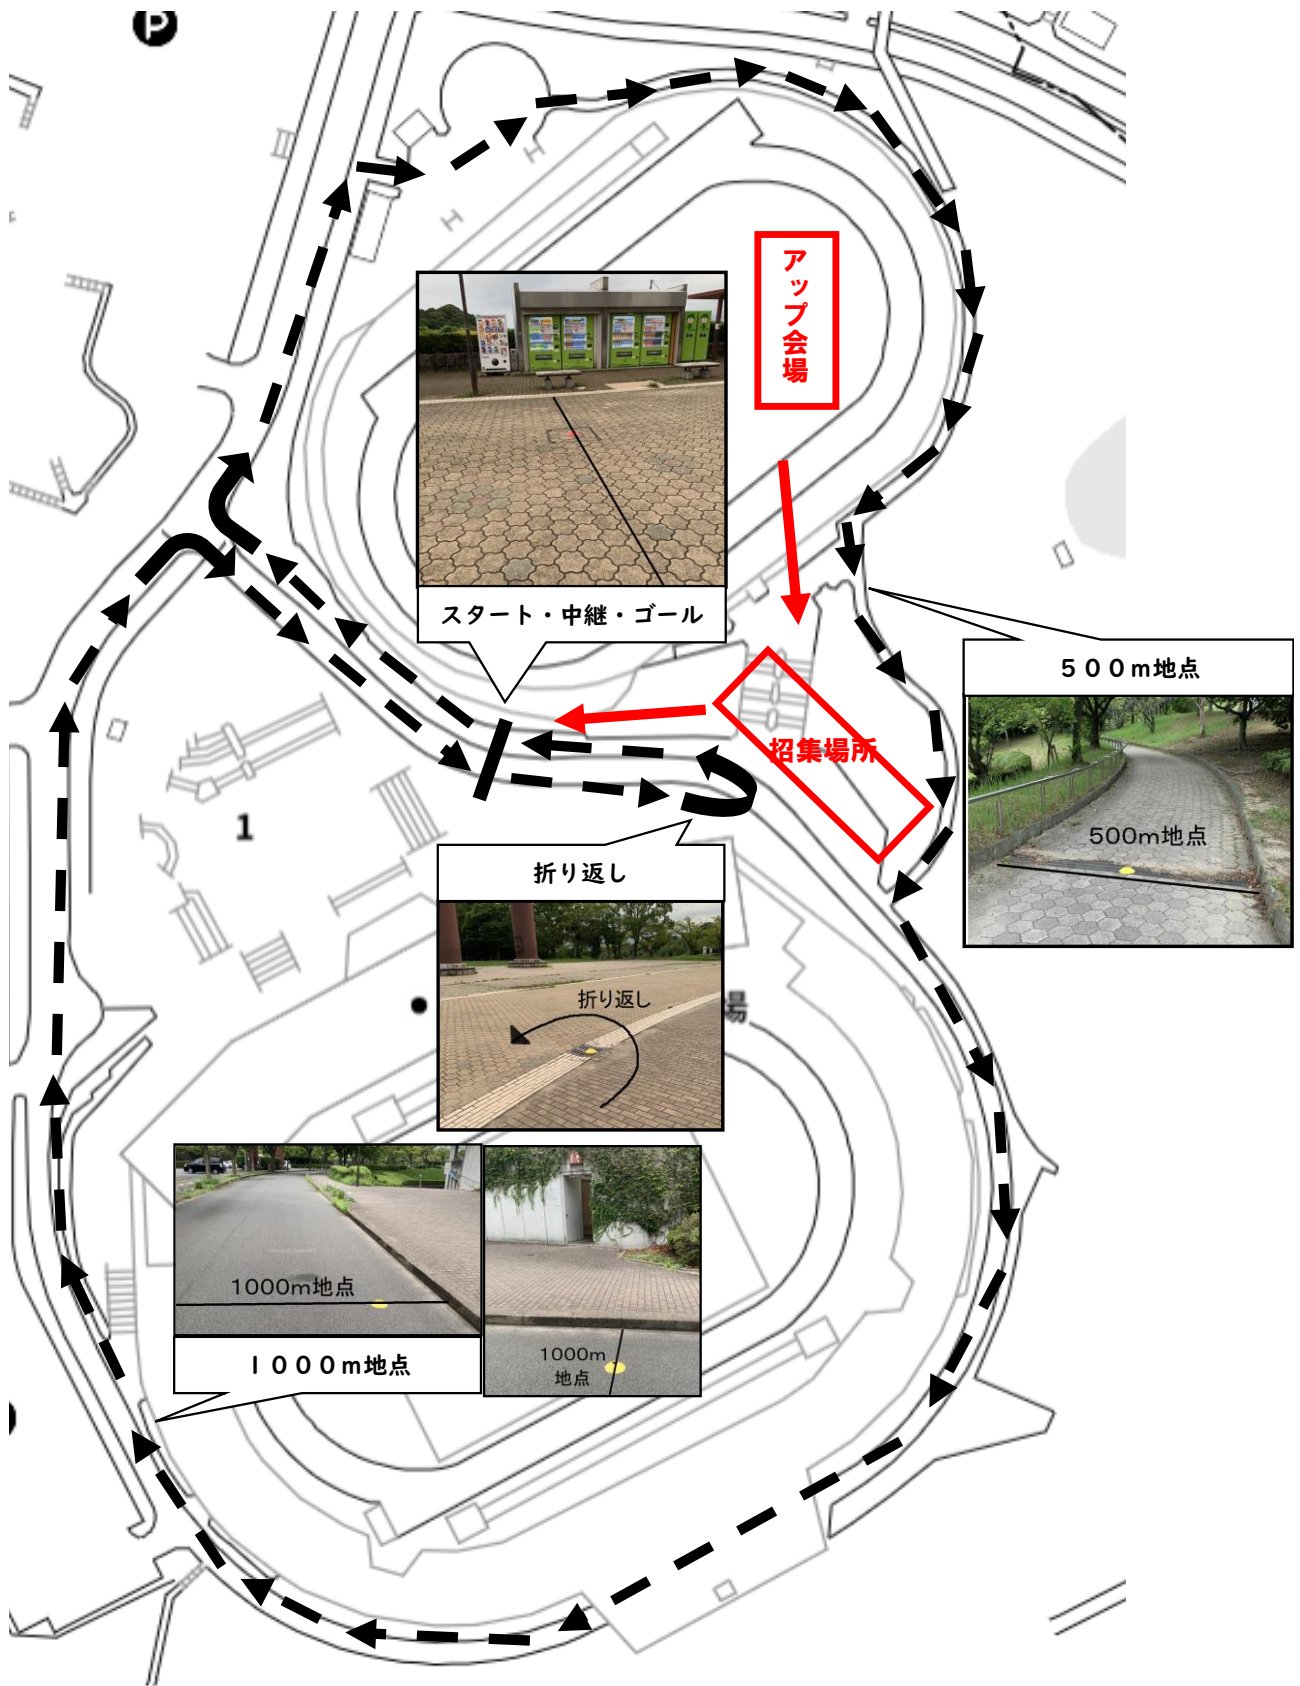 P
アップ会場
スタート・中継・ゴール
500m地点
500m地点
招集場所
1
折り返し
折り返し
場
1000m地点
1000m地点
1000m
地点